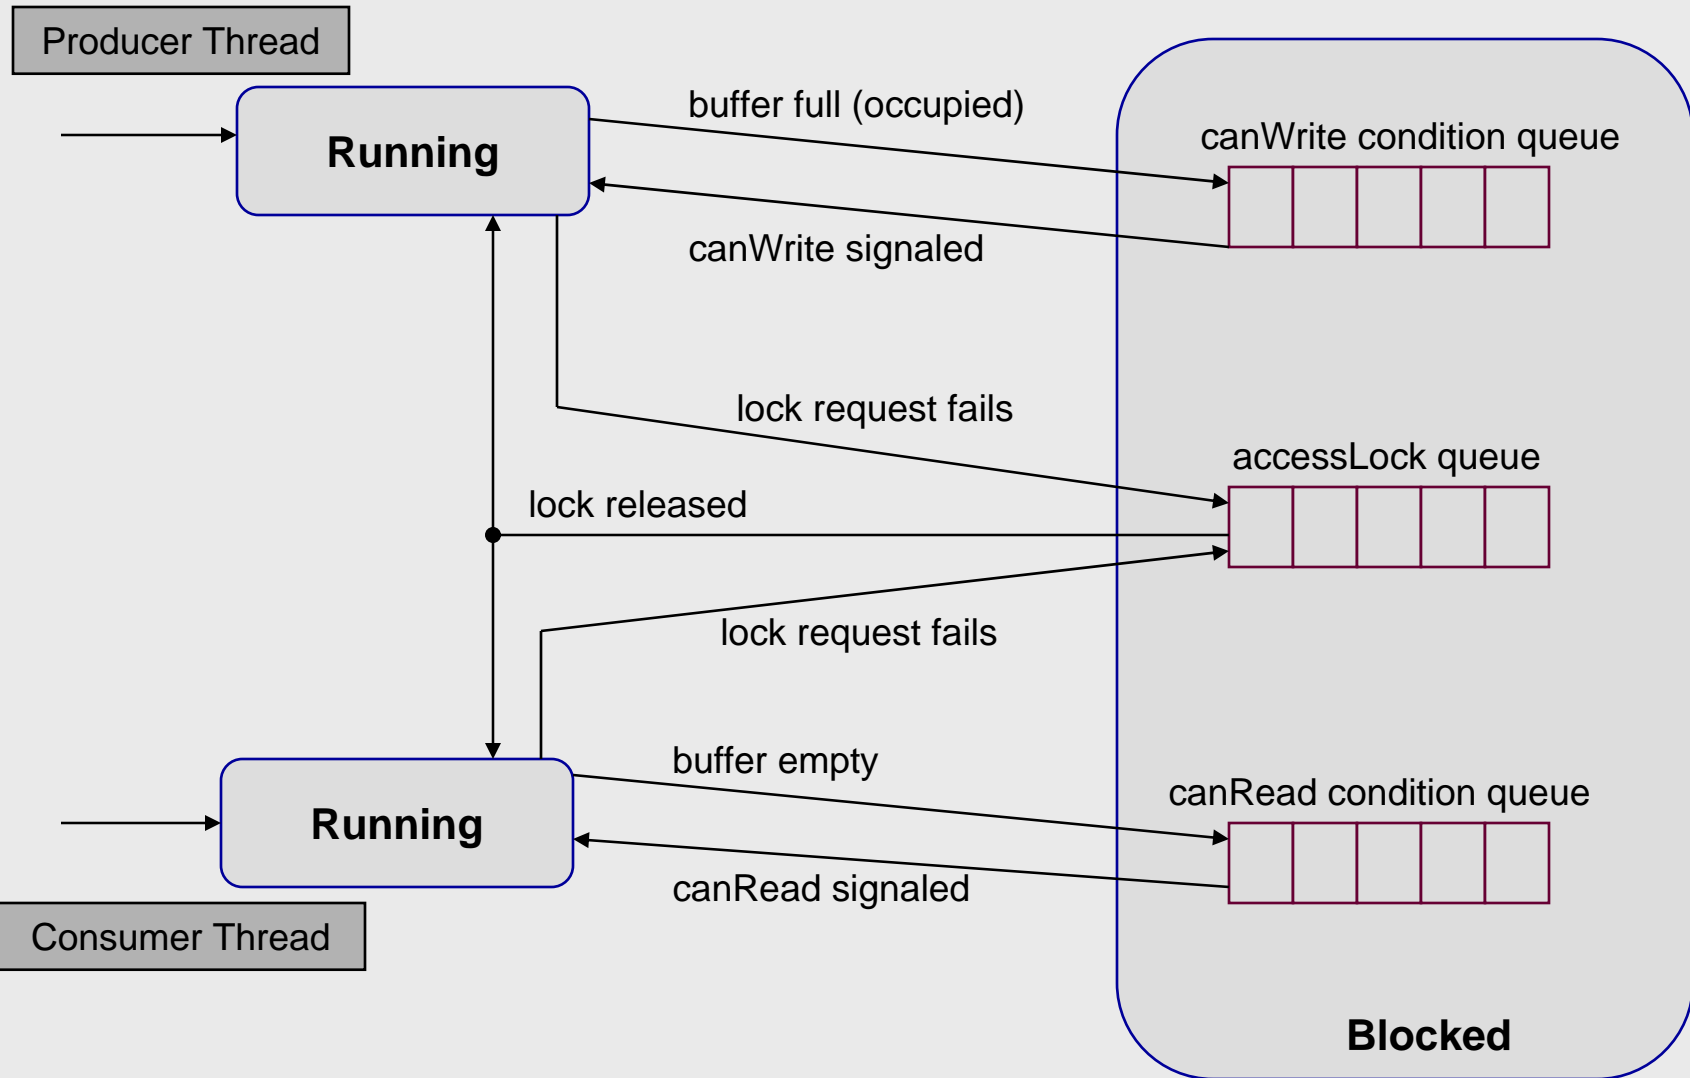 Producer Thread
Running
buffer full (occupied)
canWrite condition queue
canWrite signaled
lock request fails
accessLock queue
lock released
lock request fails
buffer empty
canRead condition queue
Running
canRead signaled
Consumer Thread
Blocked